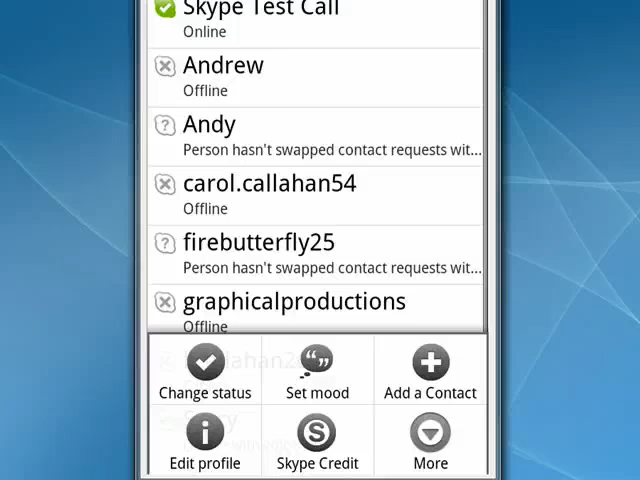 Skype Test Call
Online
Andrew
Offline
Andy
Person hasn't swapped contact requests wit...
carol.callahan54
Offline
firebutterfly25
Person hasn't swapped contact requests wit...
graphicalproductions
Offline
Change status
Set mood
Add a Contact
Edit profile
Skype Credit
More